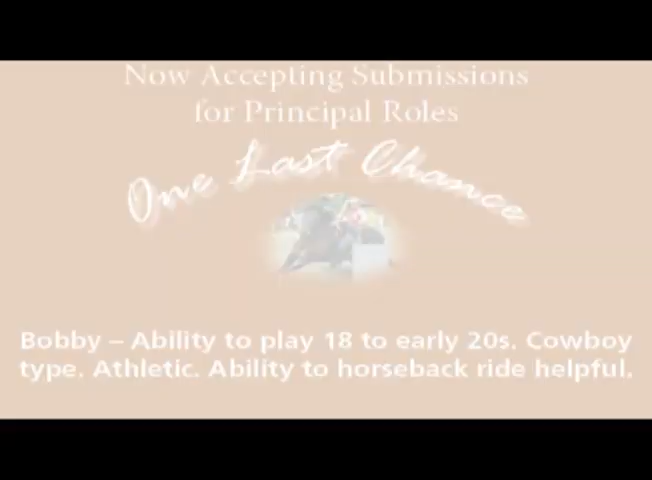 Now Accepting Submissions
for Principal Roles
One Last Chance
Bobby – Ability to play 18 to early 20s. Cowboy
type. Athletic. Ability to horseback ride helpful.